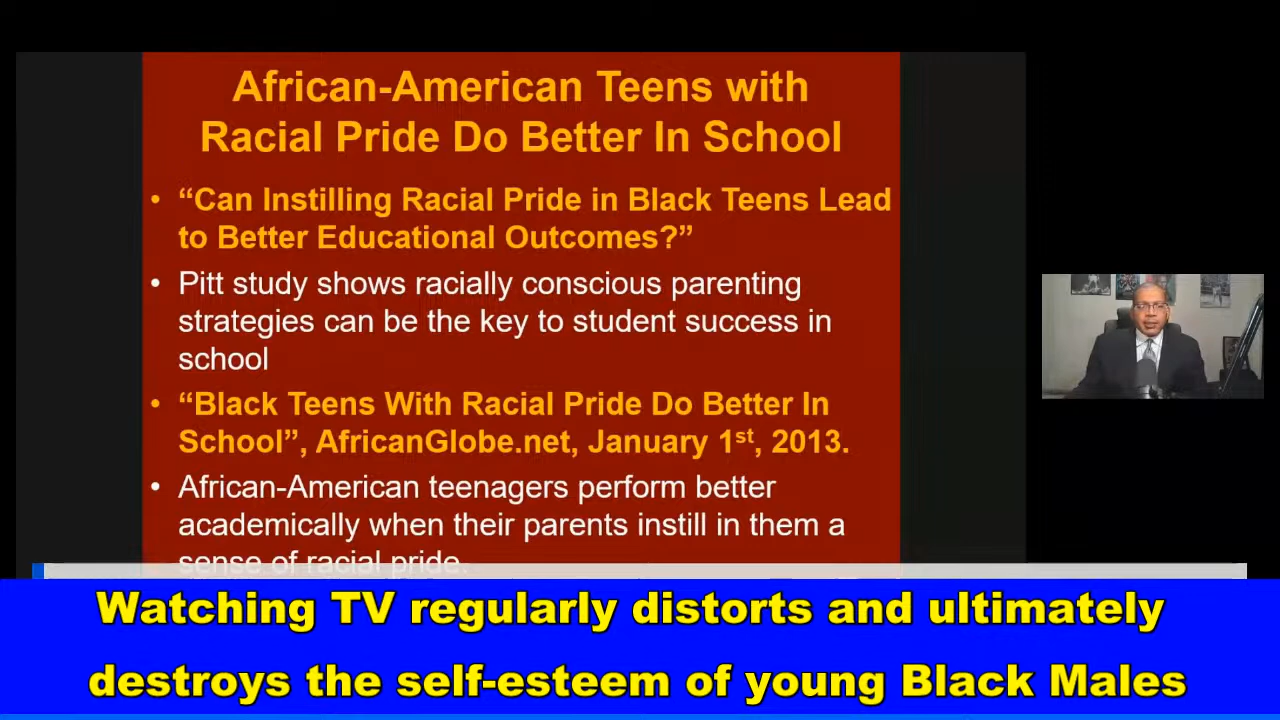 African-American Teens with
Racial Pride Do Better In School
• “Can Instilling Racial Pride in Black Teens Lead
to Better Educational Outcomes?”
• Pitt study shows racially conscious parenting
strategies can be the key to student success in
school
• “Black Teens With Racial Pride Do Better In
School”, AfricanGlobe.net, January 1st, 2013.
• African-American teenagers perform better
academically when their parents instill in them a
sense of racial pride.
Watching TV regularly distorts and ultimately
destroys the self-esteem of young Black Males